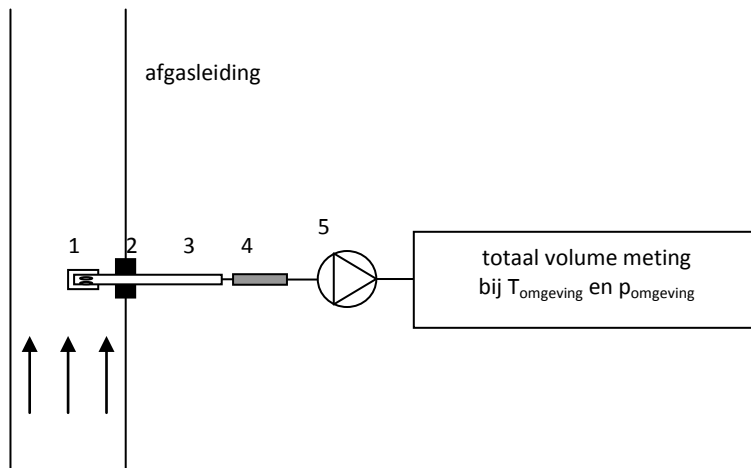 afgasleiding
1 2 3 4 5
totaal volume meting
bij Tomgeving en pomgeving